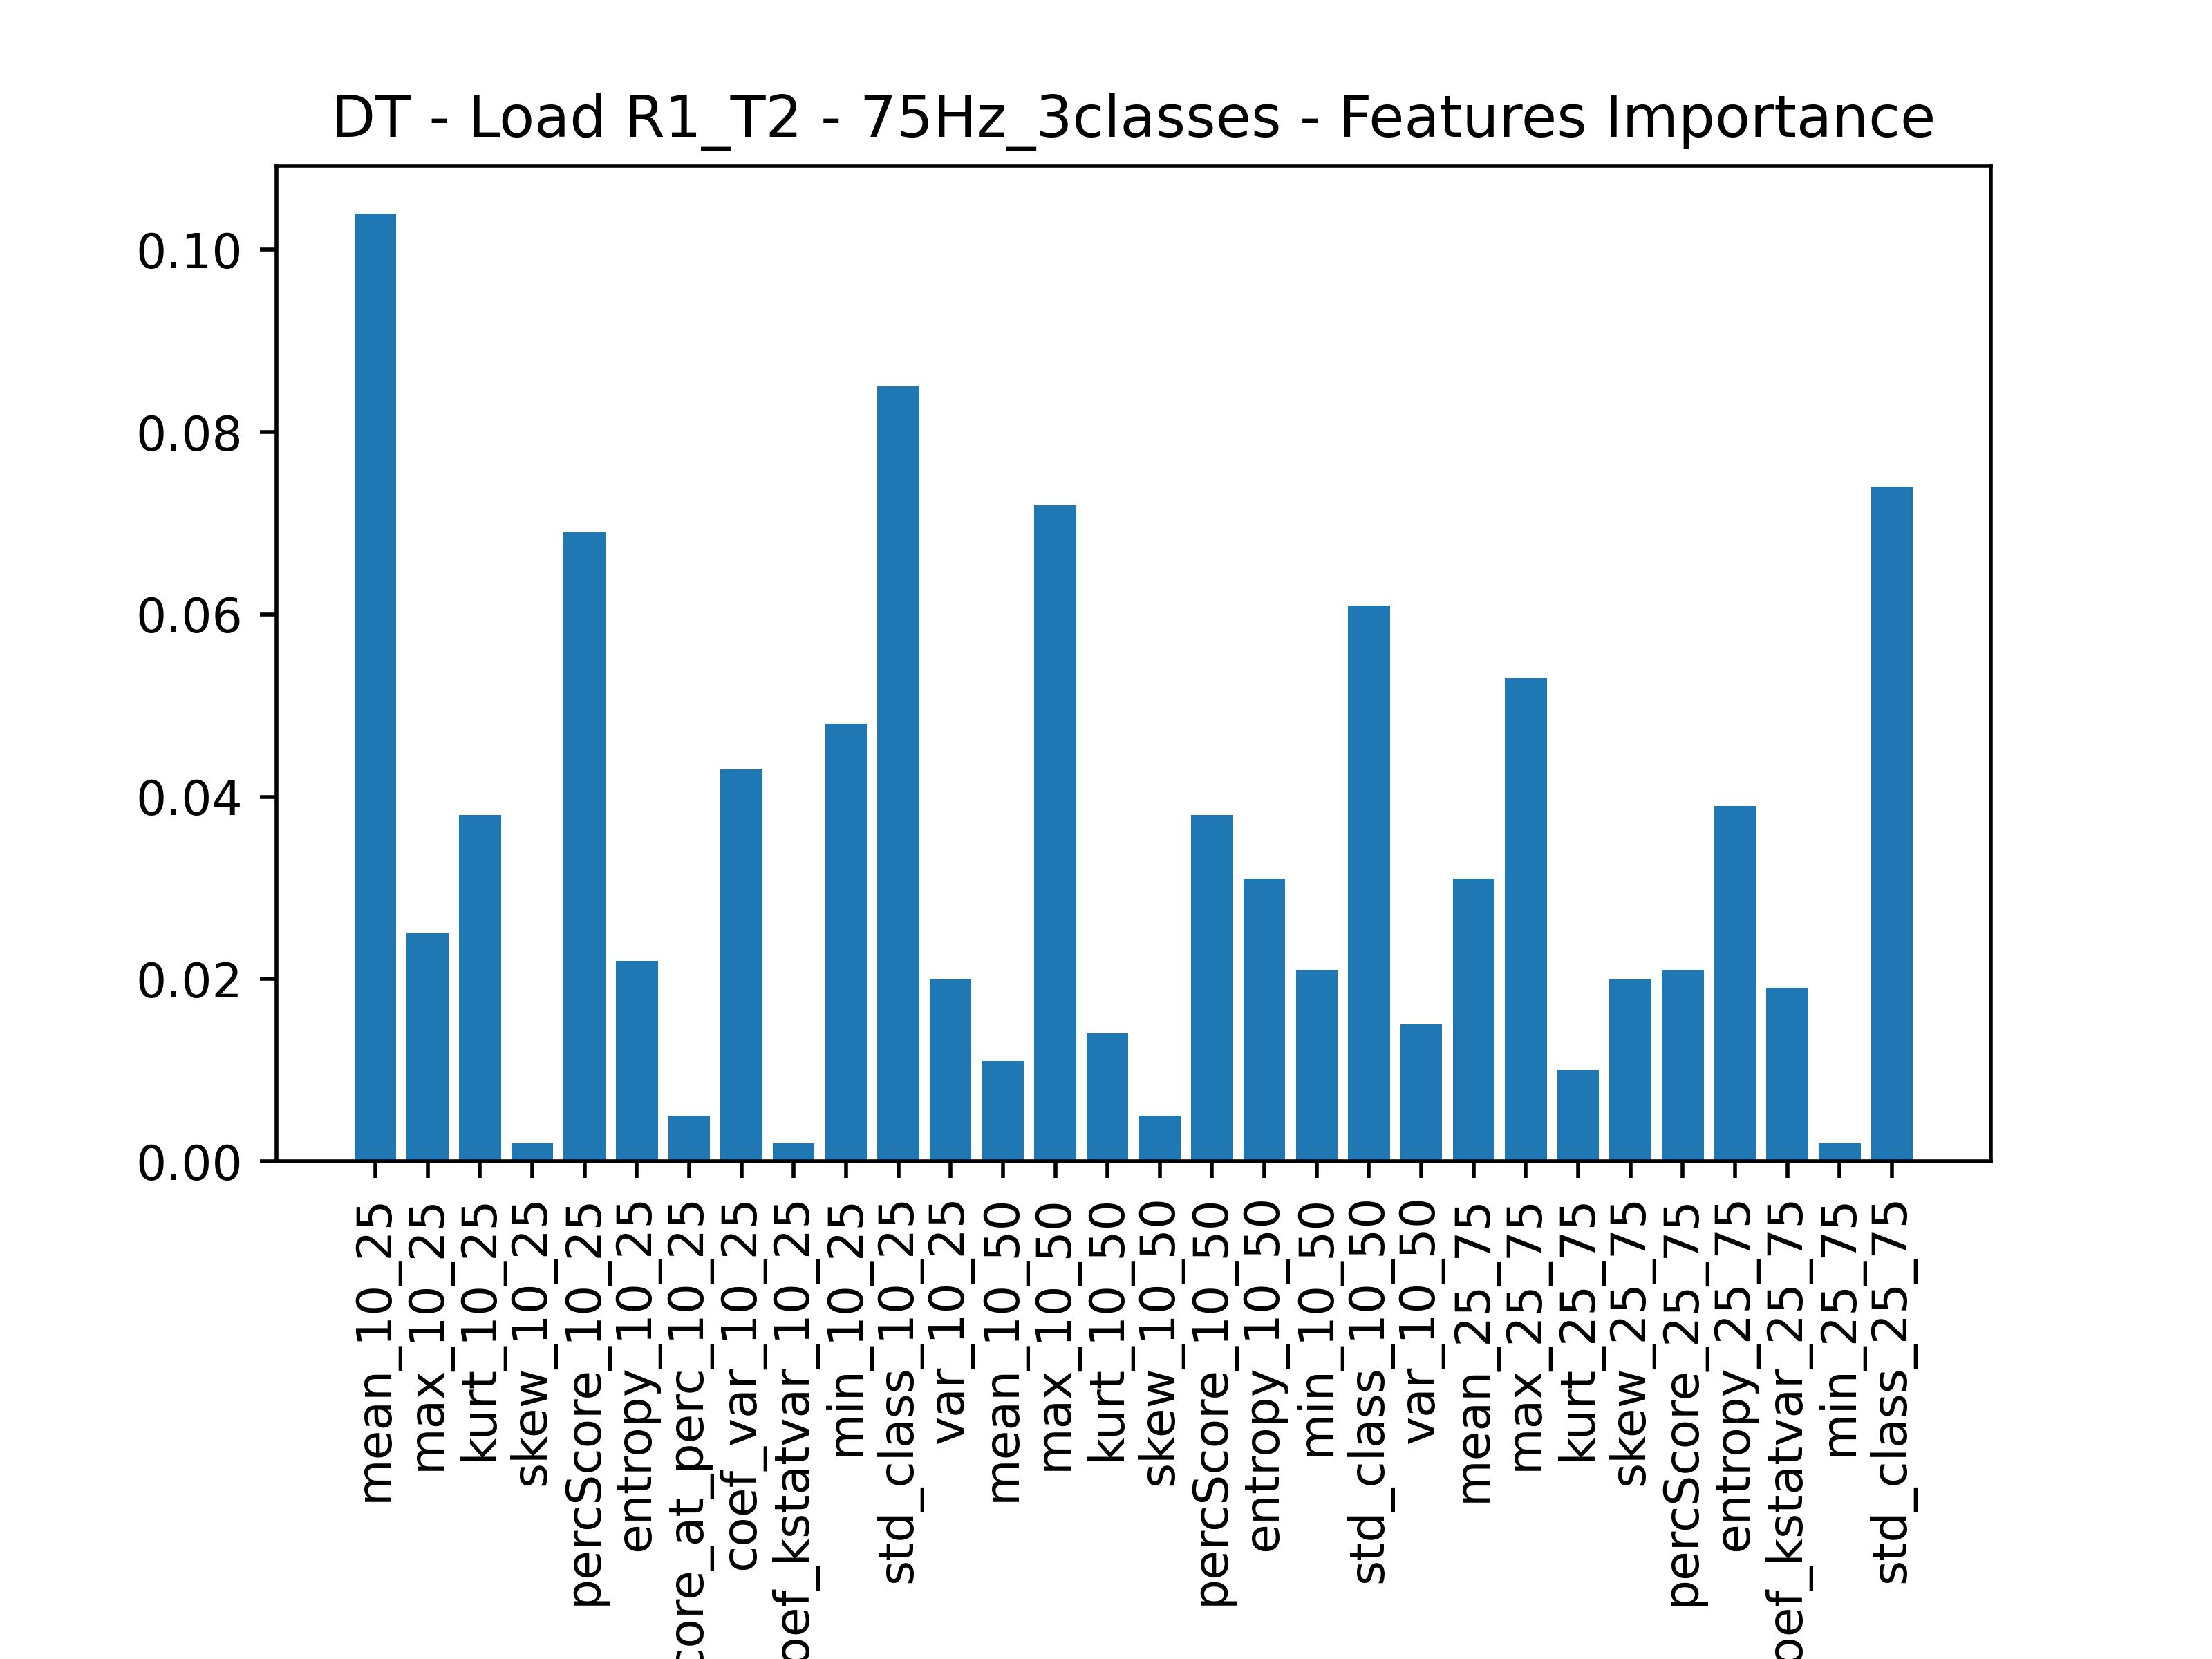 DT - Load R1_T2 - 75Hz_3classes - Features Importance
0.10
0.08
0.06
0.04
0.02
0.00
mean_10_25
max_10_25
kurt_10_25
skew_10_25
percScore_10_25
entropy_10_25
core_at_perc_10_25
coef_var_10_25
oef_kstatvar_10_25
min_10_25
std_class_10_25
var_10_25
mean_10_50
max_10_50
kurt_10_50
skew_10_50
percScore_10_50
entropy_10_50
min_10_50
std_class_10_50
var_10_50
mean_25_75
max_25_75
kurt_25_75
skew_25_75
percScore_25_75
entropy_25_75
oef_kstatvar_25_75
min_25_75
std_class_25_75